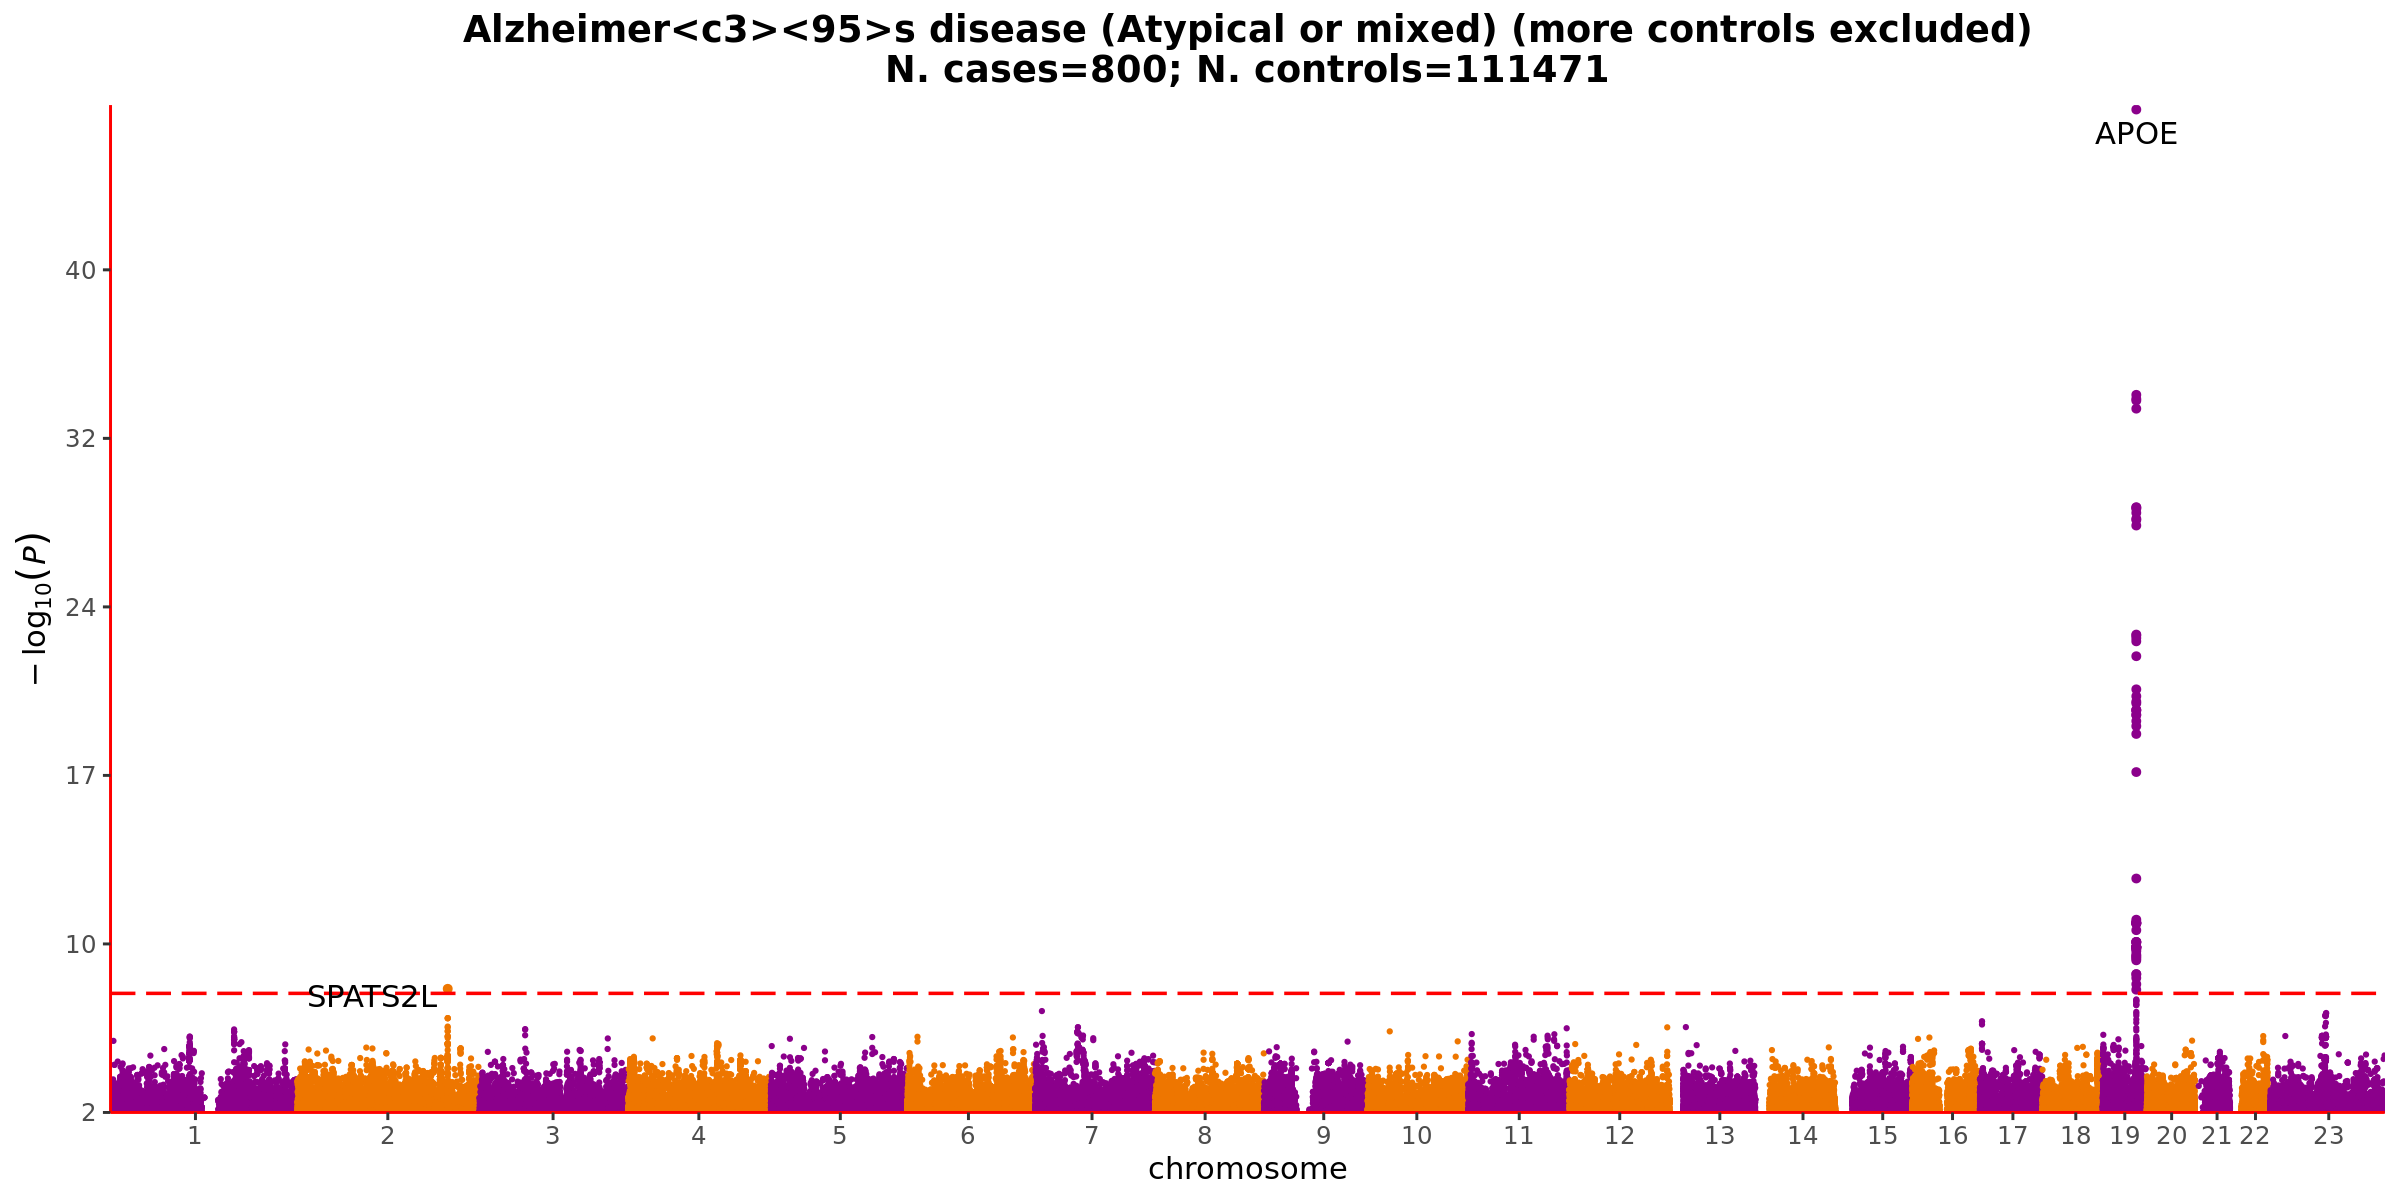 Alzheimer<c3><95>s disease (Atypical or mixed) (more controls excluded)
N. cases=800; N. controls=111471
APOE
40
32
− log10(P)
24
17
10
SPATS2L
2
1 2 3 4 5 6 7 8 9 10 11 12 13 14 15 16 17 18 19 20 21 22 23
chromosome